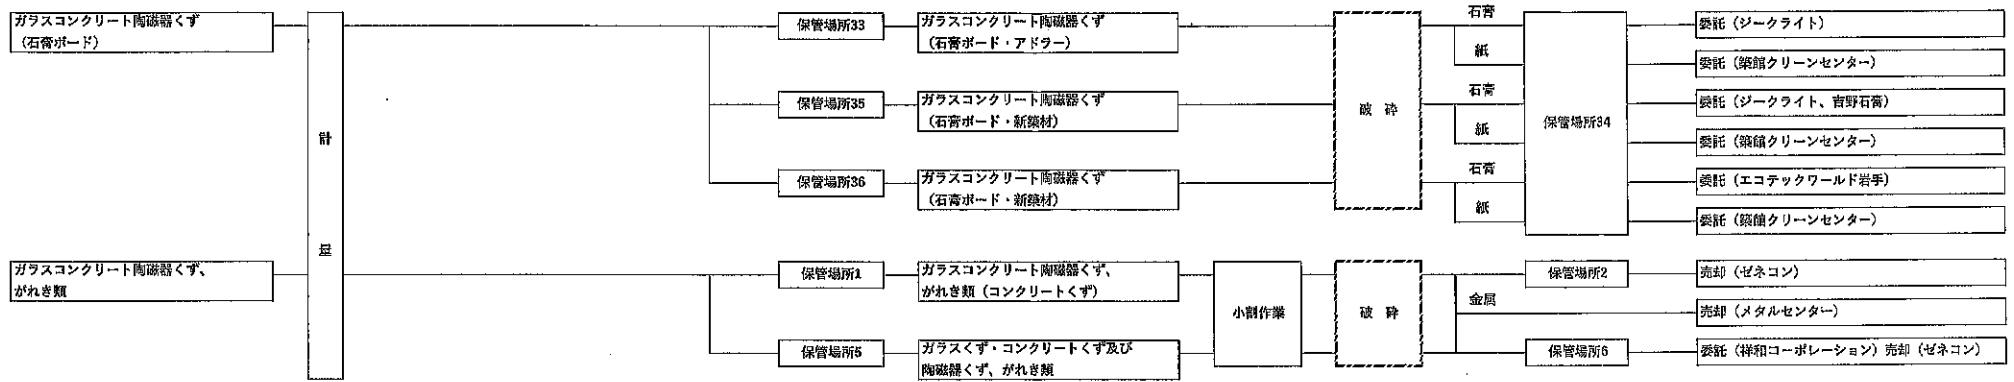 ガラスコンクリート陶磁器くず
（石膏ボード）
計
量
保管場所33
ガラスコンクリート陶磁器くず
（石膏ボード・アドラー）
保管場所35
ガラスコンクリート陶磁器くず
（石膏ボード・新築材）
保管場所36
ガラスコンクリート陶磁器くず
（石膏ボード・新築材）
破 砕
石膏
紙
石膏
紙
石膏
紙
保管場所34
委託（ジークライト）
委託（築館クリーンセンター）
委託（ジークライト、吉野石膏）
委託（築館クリーンセンター）
委託（エコテックワールド岩手）
委託（築館クリーンセンター）
ガラスコンクリート陶磁器くず、
がれき類
保管場所1
ガラスコンクリート陶磁器くず、
がれき類（コンクリートくず）
保管場所5
ガラスくず・コンクリートくず及び
陶磁器くず、がれき類
小割作業
破 砕
金属
保管場所2
売却（ゼネコン）
売却（メタルセンター）
保管場所6
委託（祥和コーポレーション）売却（ゼネコン）